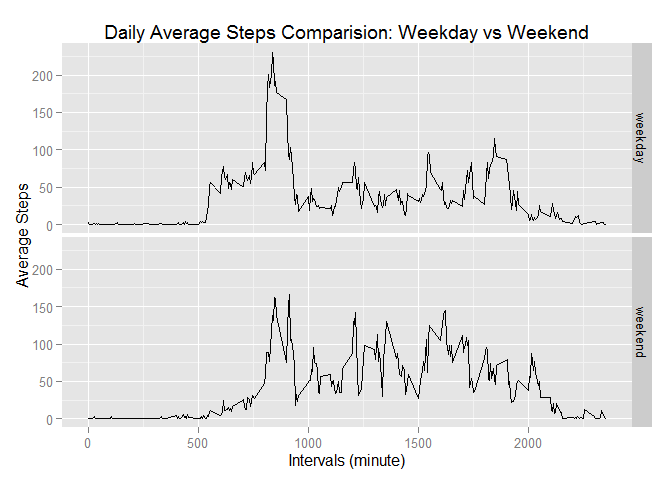 Daily Average Steps Comparision: Weekday vs Weekend
Average Steps
200
150
100
50
0
weekday
200
150
100
50
0
weekend
0 500 1000 1500 2000
Intervals (minute)